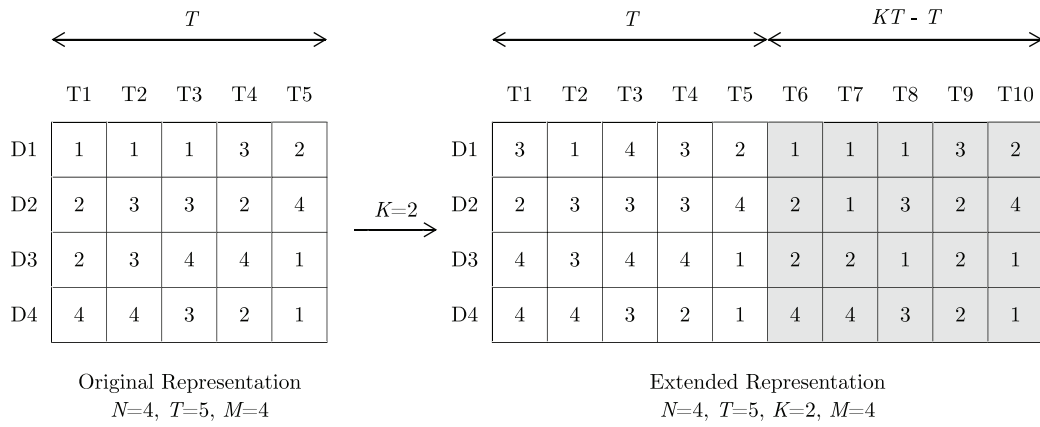 T T KT - T
T1 T2 T3 T4 T5 T1 T2 T3 T4 T5 T6 T7 T8 T9 T10
D1 1 1 1 3 2 D1 3 1 4 3 2 1 1 1 3 2
D2 2 3 3 2 4 D2 2 3 3 3 4 2 1 3 2 4
K=2
D3 2 3 4 4 1 D3 4 3 4 4 1 2 2 1 2 1
D4 4 4 3 2 1 D4 4 4 3 2 1 4 4 3 2 1
Original Representation Extended Representation
N=4, T=5, M=4 N=4, T=5, K=2, M=4